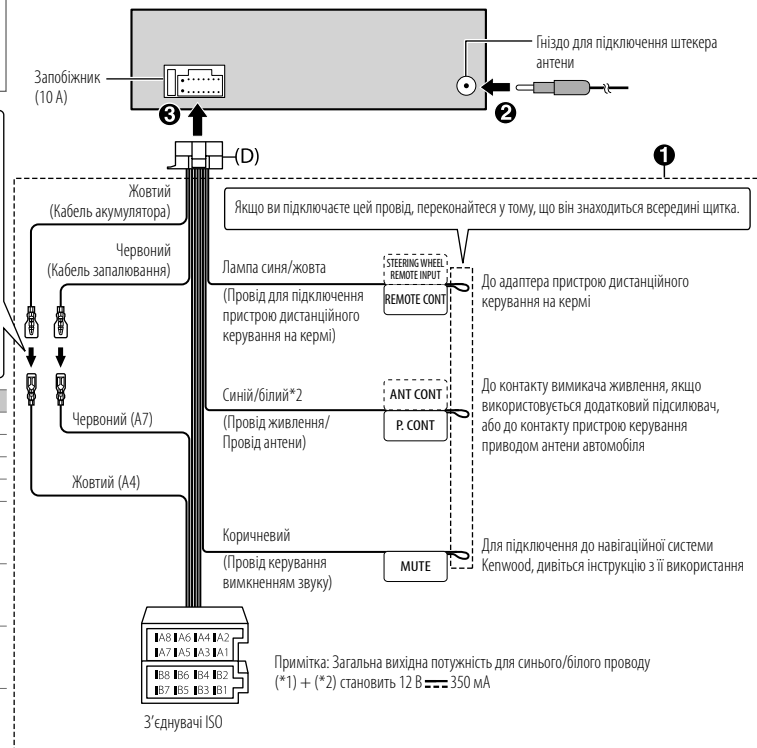 Гніздо для підключення штекера
антени
Запобіжник
(10 A)
❸
❷
(D)
❶
Жовтий
(Кабель акумулятора)
Якщо ви підключаєте цей провід, переконайтеся у тому, що він знаходиться всередині щитка.
Червоний
(Кабель запалювання)
Лампа синя/жовта
(Провід для підключення
пристрою дистанційного
керування на кермі)
STEERING WHEEL
REMOTE INPUT
REMOTE CONT
До адаптера пристрою дистанційного
керування на кермі
Синій/білий*2
(Провід живлення/
Провід антени)
ANT CONT
P. CONT
До контакту вимикача живлення, якщо
використовується додатковий підсилювач,
або до контакту пристрою керування
приводом антени автомобіля
Червоний (A7)
Жовтий (A4)
Коричневий
(Провід керування
вимкненням звуку)
MUTE
Для підключення до навігаційної системи
Kenwood, дивіться інструкцію з її використання
A8 A6 A4 A2
A7 A5 A3 A1
B8 B6 B4 B2
B7 B5 B3 B1
З’єднувачі ISO
Примітка: Загальна вихідна потужність для синього/білого проводу
(*1) + (*2) становить 12 В ⎓ 350 мА